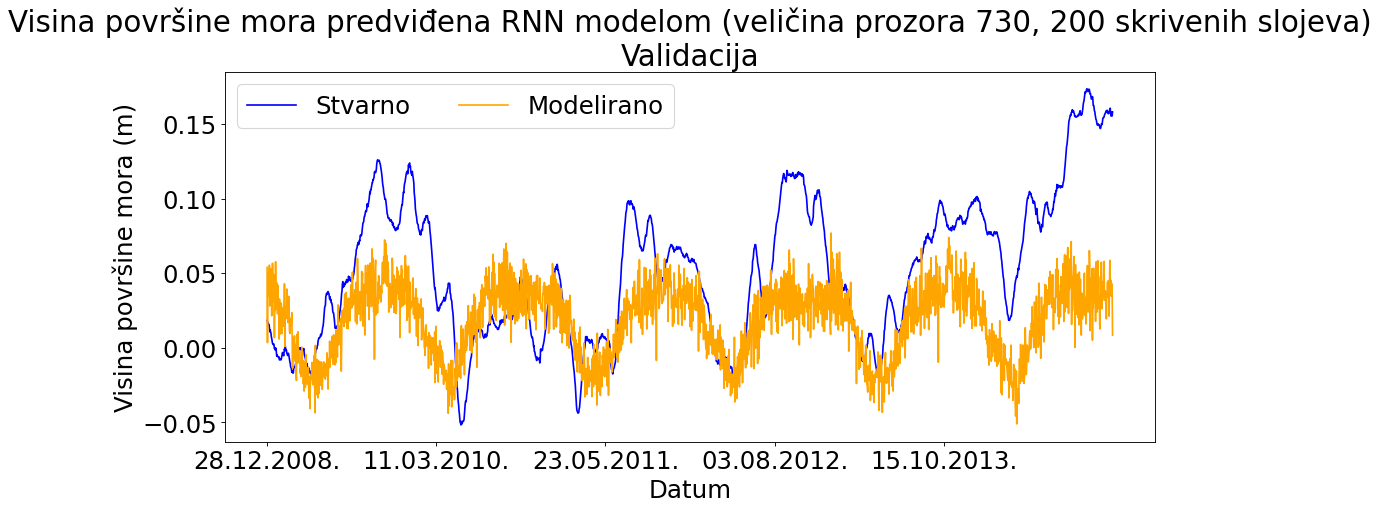 Visina površine mora predviđena RNN modelom (veličina prozora 730, 200 skrivenih slojeva)
Validacija
Stvarno Modelirano
Visina površine mora (m)
0.15
0.10
0.05
0.00
−0.05
28.12.2008. 11.03.2010. 23.05.2011. 03.08.2012. 15.10.2013.
Datum